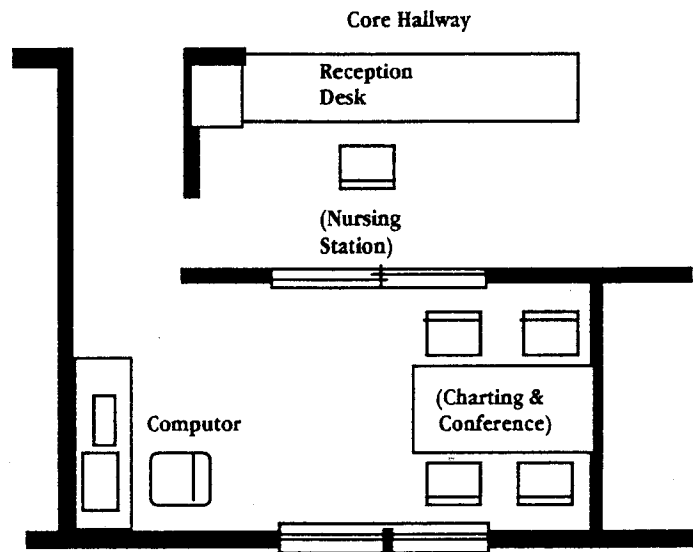 Core Hallway
Reception
Desk
(Nursing
Station)
(Charting &
Conference)
Computor